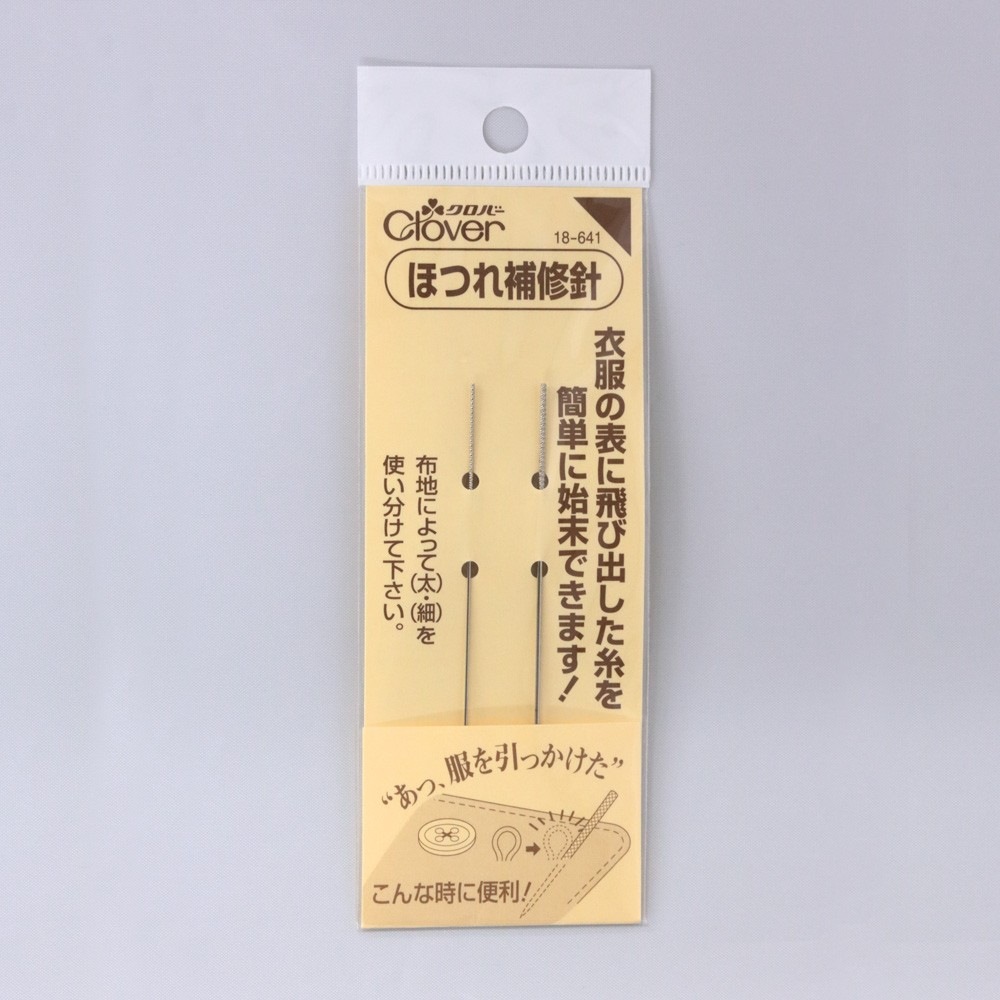 クロバー
Clover
18-641
ほつれ補修針
衣服の表に飛び出した糸を
簡単に始末できます!
布地によって(太)・(細)を
使い分けて下さい。
“あっ、服を引っかけた”
こんな時に便利!